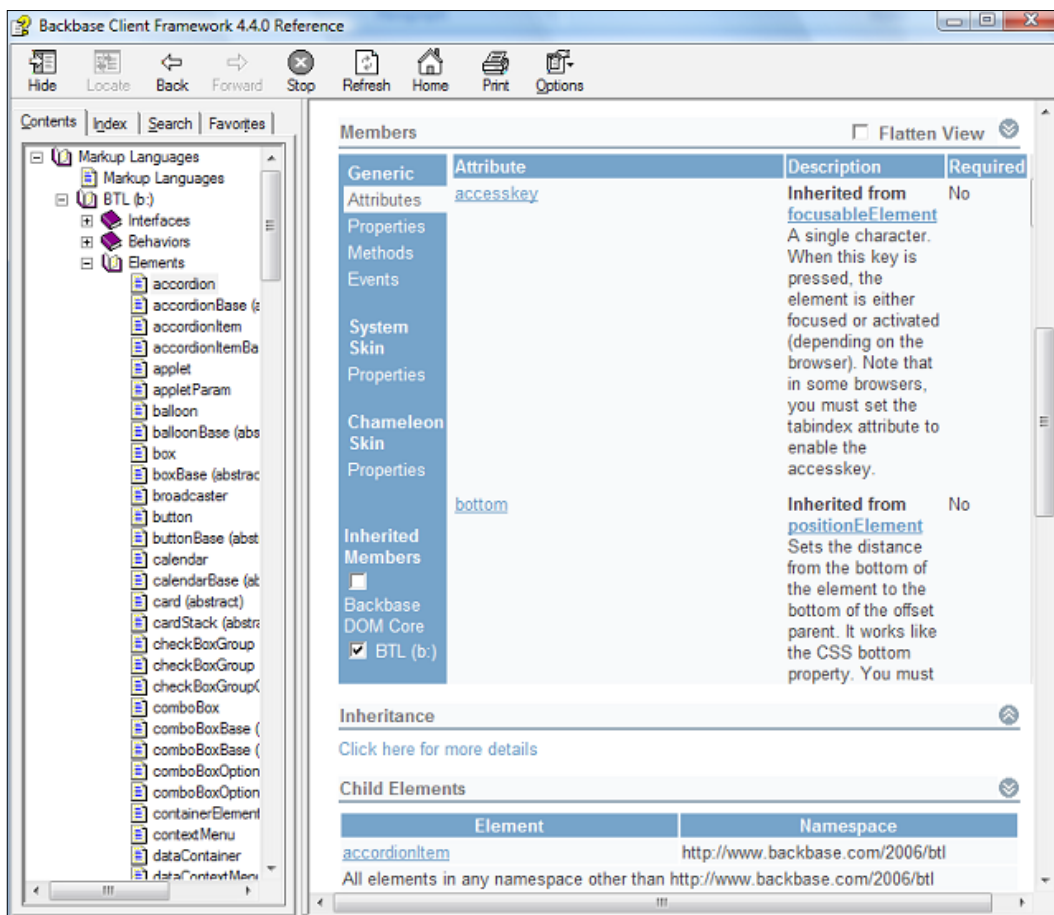 Backbase Client Framework 4.4.0 Reference
Hide Locate Back Forward Stop Refresh Home Print Options
Contents Index Search Favorites
Markup Languages
Markup Languages
BTL (b:)
Interfaces
Behaviors
Elements
accordion
accordionBase (a
accordionItem
accordionItemBa
applet
appletParam
balloon
balloonBase (abs
box
boxBase (abstrac
broadcaster
button
buttonBase (abst
calendar
calendarBase (ab
card (abstract)
cardStack (abstra
checkBoxGroup
checkBoxGroup
checkBoxGroupC
comboBox
comboBoxBase (
comboBoxBase (
comboBoxOption
comboBoxOption
containerElement
contextMenu
dataContainer
dataContextMenu
Members
Flatten View
Generic
Attributes
Properties
Methods
Events
System
Skin
Properties
Chameleon
Skin
Properties
Inherited
Members
Backbase
DOM Core
BTL (b:)
Attribute Description Required
accesskey
Inherited from No
focusableElement
A single character.
When this key is
pressed, the
element is either
focused or activated
(depending on the
browser). Note that
in some browsers,
you must set the
tabindex attribute to
enable the
accesskey.
bottom
Inherited from No
positionElement
Sets the distance
from the bottom of
the element to the
bottom of the offset
parent. It works like
the CSS bottom
property. You must
Inheritance
Click here for more details
Child Elements
Element Namespace
accordionItem http://www.backbase.com/2006/btl
All elements in any namespace other than http://www.backbase.com/2006/btl